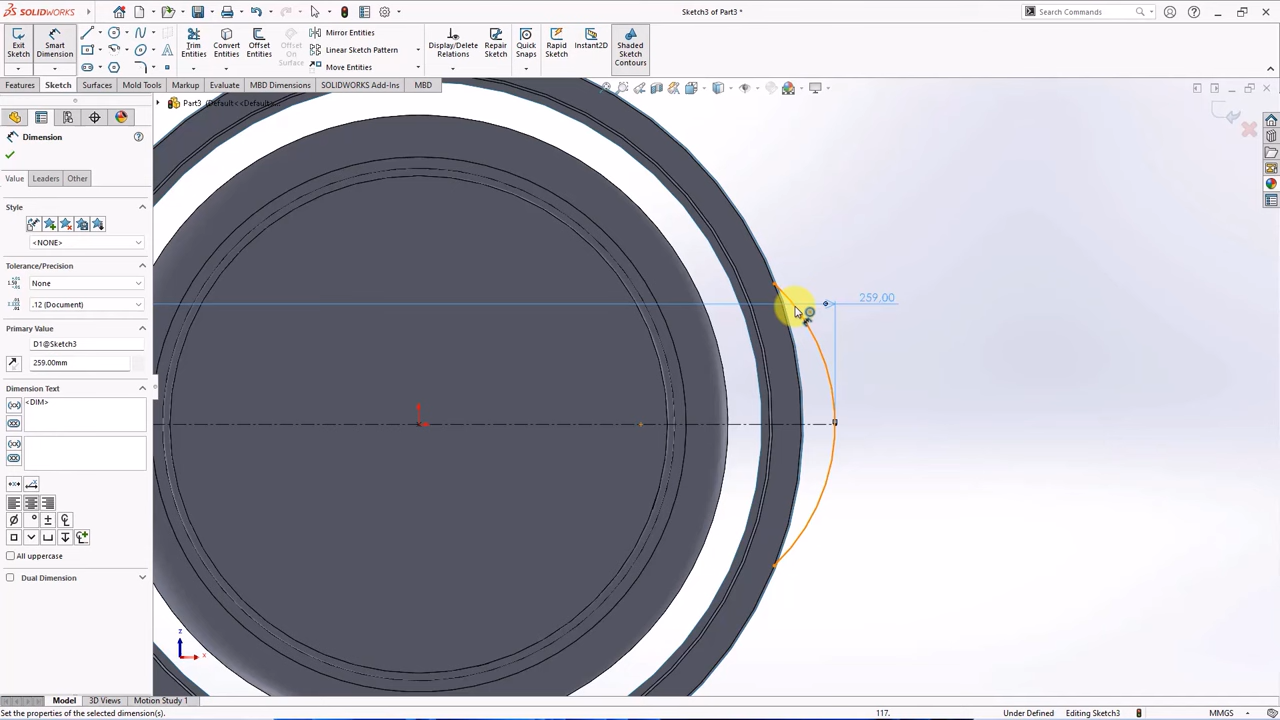 SOLIDWORKS
Sketch3 of Part3 *
Search Commands
Exit Sketch
Smart Dimension
Trim Entities
Convert Entities
Offset Entities
Offset On Surface
Mirror Entities
Linear Sketch Pattern
Move Entities
Display/Delete Relations
Repair Sketch
Quick Snaps
Rapid Sketch
Instant2D
Shaded Sketch Contours
Features
Sketch
Surfaces
Mold Tools
Markup
Evaluate
MBD Dimensions
SOLIDWORKS Add-Ins
MBD
Part3 (Default<<Default...
Dimension
Value
Leaders
Other
Style
<NONE>
Tolerance/Precision
None
.12 (Document)
Primary Value
D1@Sketch3
259.00mm
Dimension Text
<DIM>
All uppercase
Dual Dimension
259.00
z
x
Model
3D Views
Motion Study 1
Set the properties of the selected dimension(s).
117.
Under Defined
Editing Sketch3
MMGS